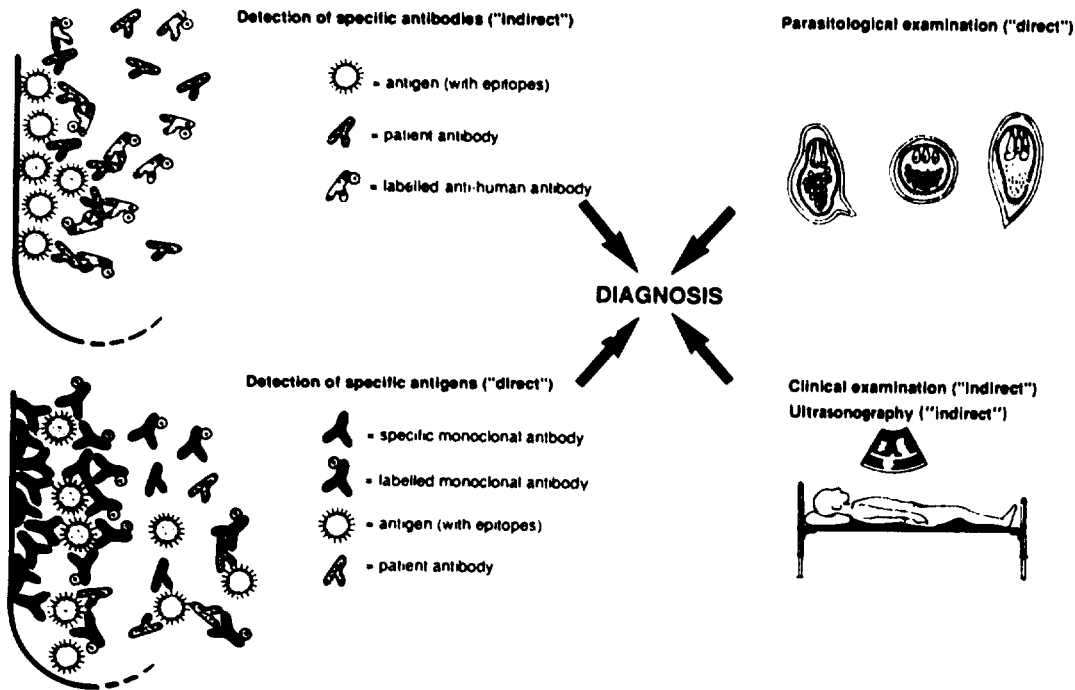 Detection of specific antibodies ("indirect")
= antigen (with epitopes)
= patient antibody
= labelled anti-human antibody
Parasitological examination ("direct")
DIAGNOSIS
Detection of specific antigens ("direct")
= specific monoclonal antibody
= labelled monoclonal antibody
= antigen (with epitopes)
= patient antibody
Clinical examination ("indirect")
Ultrasonography ("indirect")